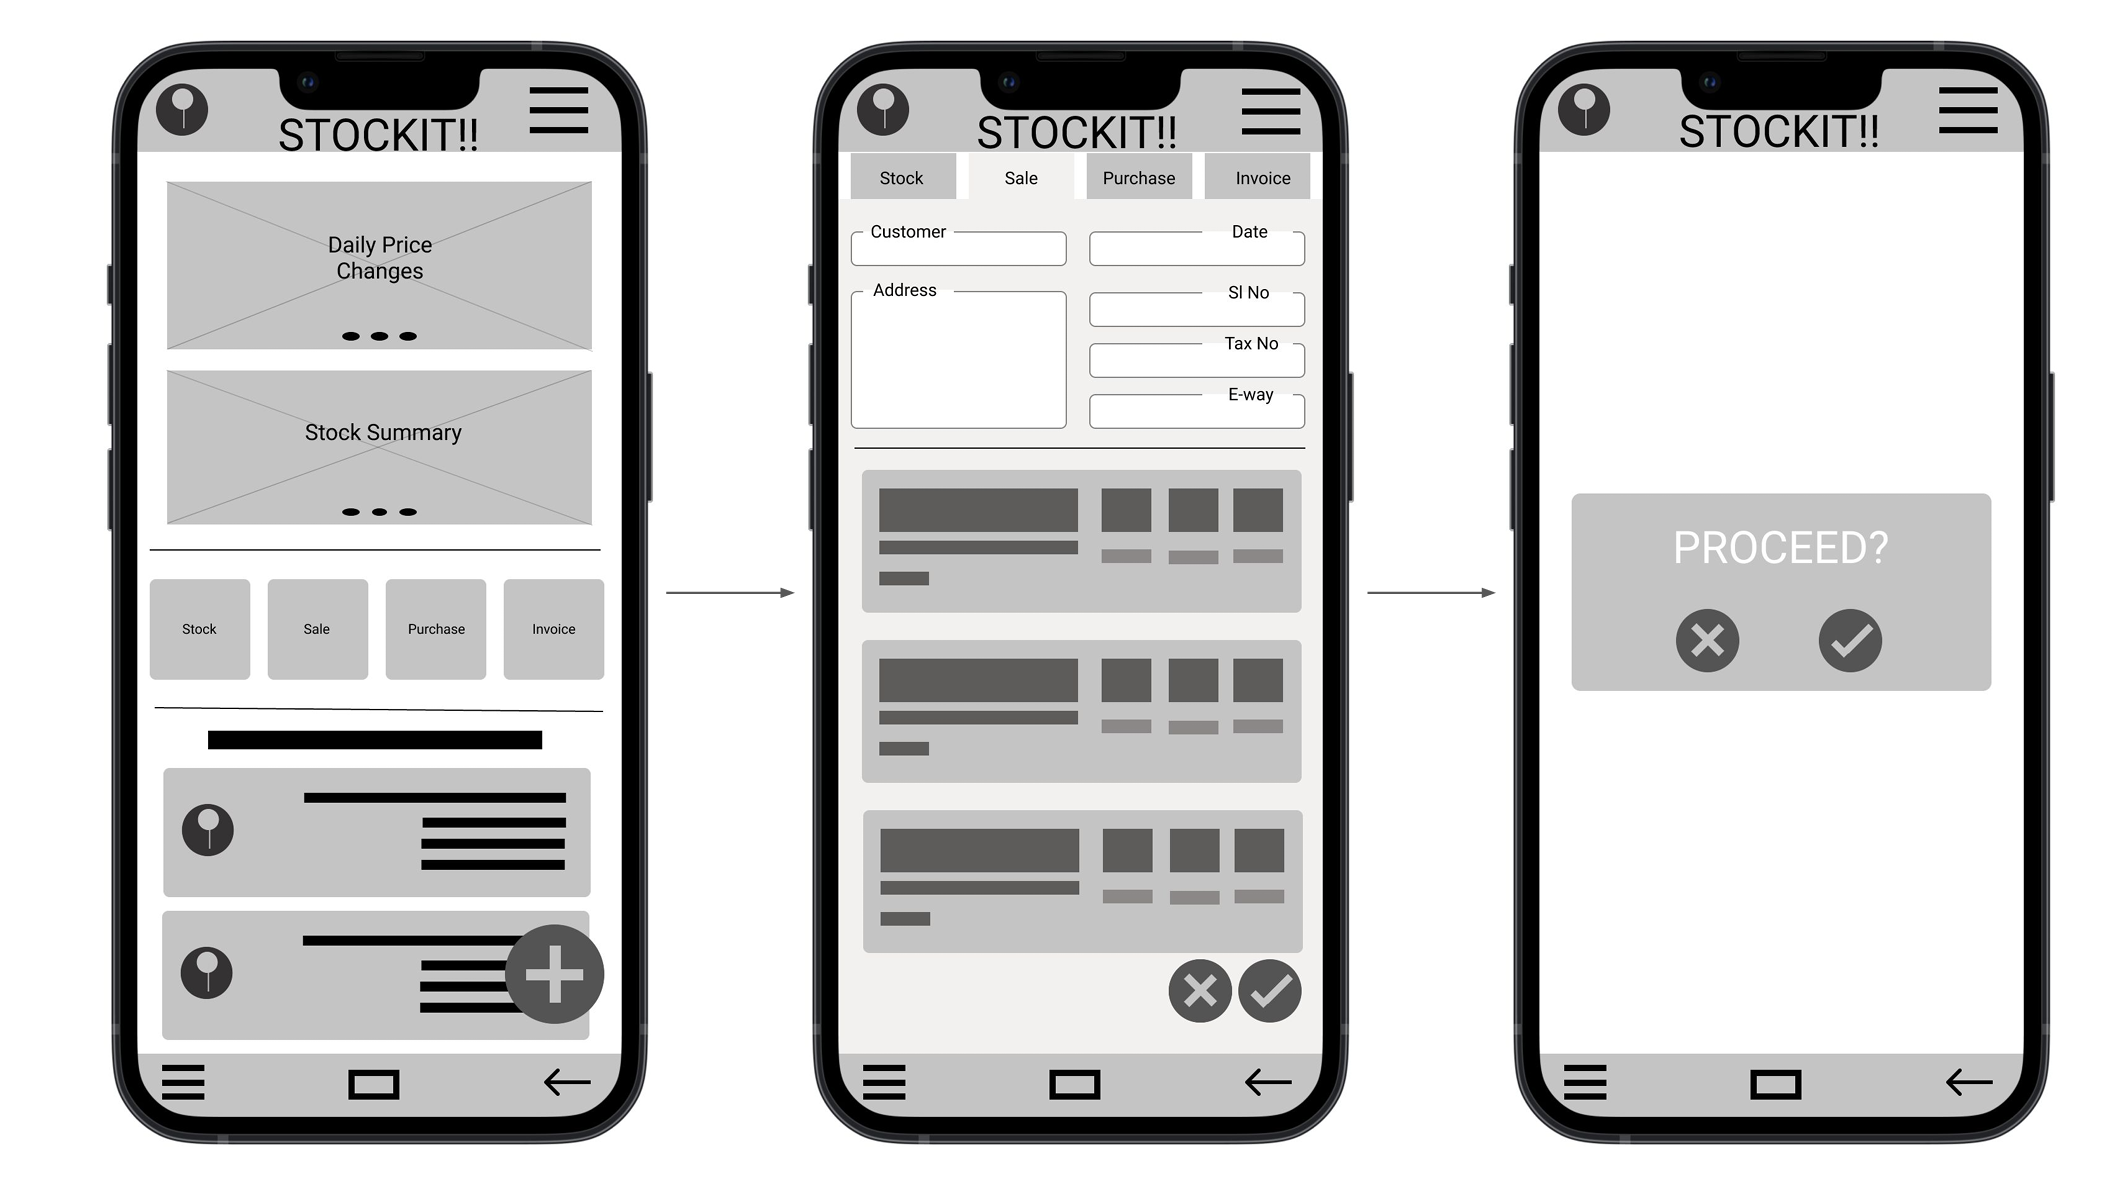 STOCKIT!!
Daily Price
Changes
Stock Summary
Stock
Sale
Purchase
Invoice
STOCKIT!!
Stock
Sale
Purchase
Invoice
Customer
Date
Address
Sl No
Tax No
E-way
STOCKIT!!
PROCEED?